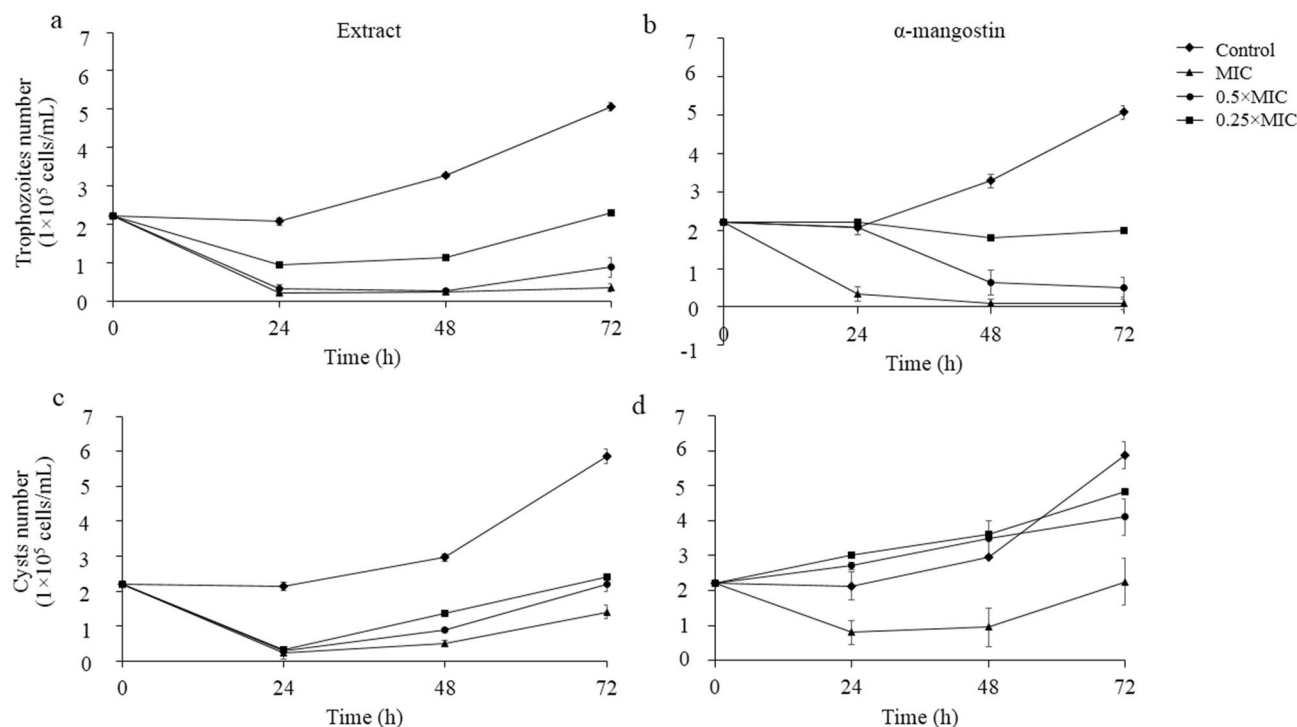 a
Extract
b
α-mangostin
Control
MIC
0.5×MIC
0.25×MIC
Trophozoites number
(1×10⁵ cells/mL)
7
6
5
4
3
2
1
0
0 24 48 72
Time (h)
7
6
5
4
3
2
1
0
-1
0 24 48 72
Time (h)
c
d
Cysts number
(1×10⁵ cells/mL)
7
6
5
4
3
2
1
0
0 24 48 72
Time (h)
7
6
5
4
3
2
1
0
0 24 48 72
Time (h)